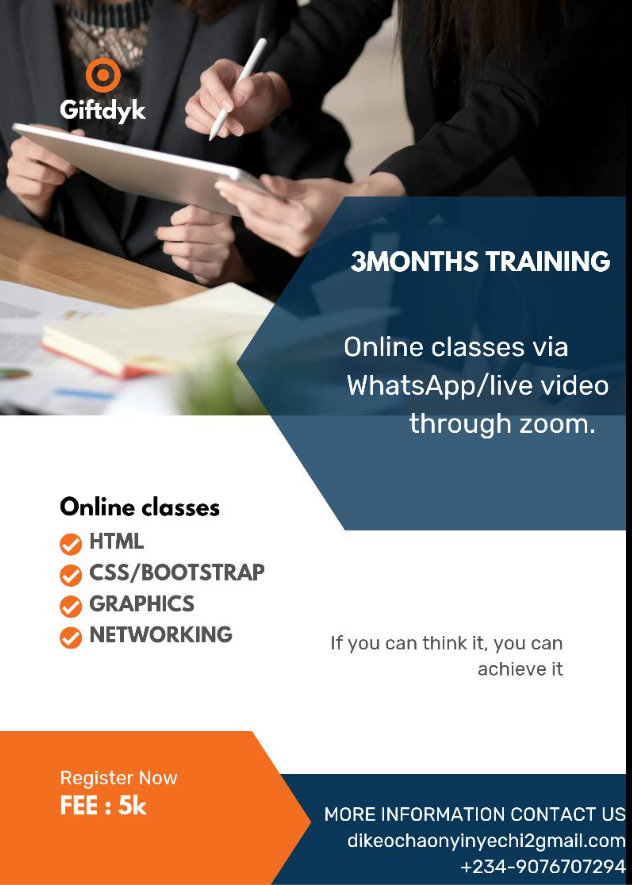 Giftdyk
3MONTHS TRAINING
Online classes via
WhatsApp/live video
through zoom.
Online classes
HTML
CSS/BOOTSTRAP
GRAPHICS
NETWORKING
If you can think it, you can
achieve it
Register Now
FEE : 5k
MORE INFORMATION CONTACT US
dikeochaonyinyechi2gmail.com
+234-9076707294